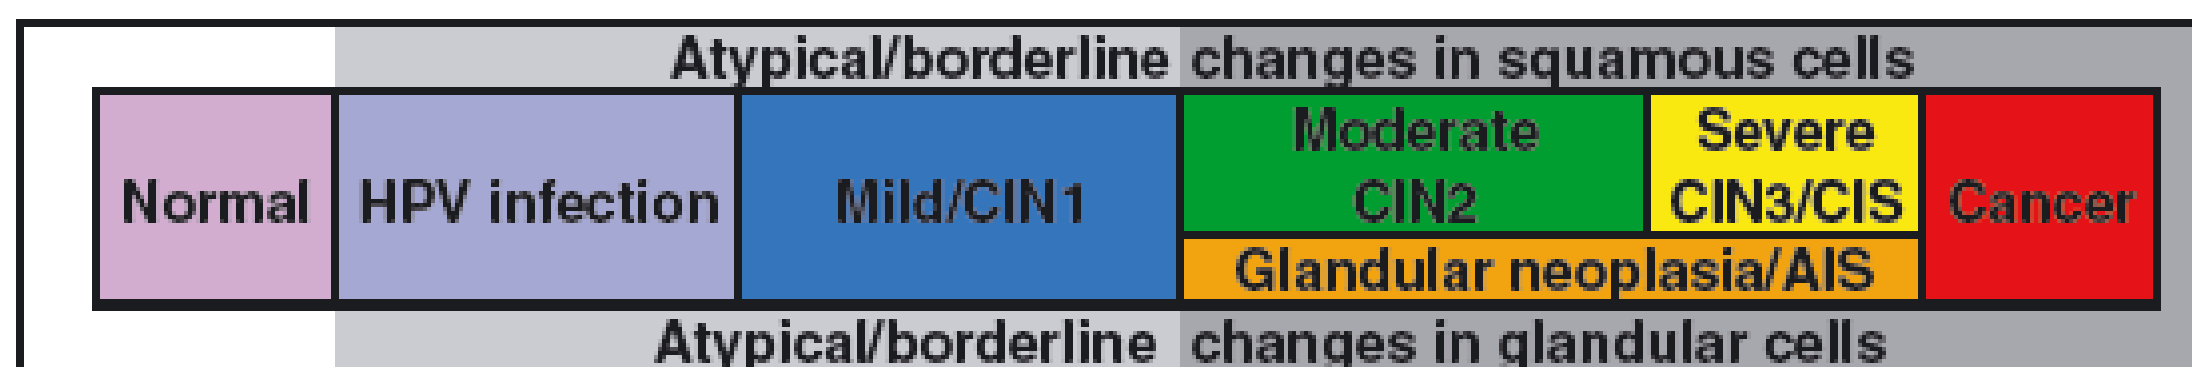 Atypical/borderline changes in squamous cells
Normal
HPV infection
Mild/CIN1
Moderate
CIN2
Severe
CIN3/CIS
Cancer
Glandular neoplasia/AIS
Atypical/borderline changes in glandular cells